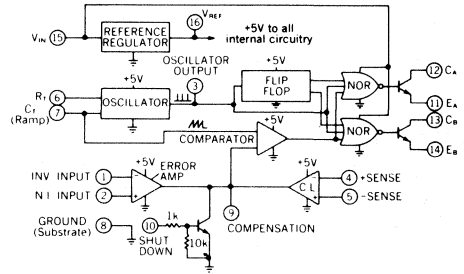 V_REF
16
V_IN 15
REFERENCE
REGULATOR
+5V to all
internal circuitry
+5V
OSCILLATOR
OUTPUT
3
R_T
6
C_T
7
(Ramp)
OSCILLATOR
+5V
FLIP
FLOP
NOR
NOR
12 C_A
11 E_A
13 C_B
14 E_B
+5V
COMPARATOR
+5V
ERROR
AMP
INV INPUT 1
N I INPUT 2
+5V
C L
4 +SENSE
5 -SENSE
9
COMPENSATION
GROUND
(Substrate)
8
10
SHUT
DOWN
1k
10k